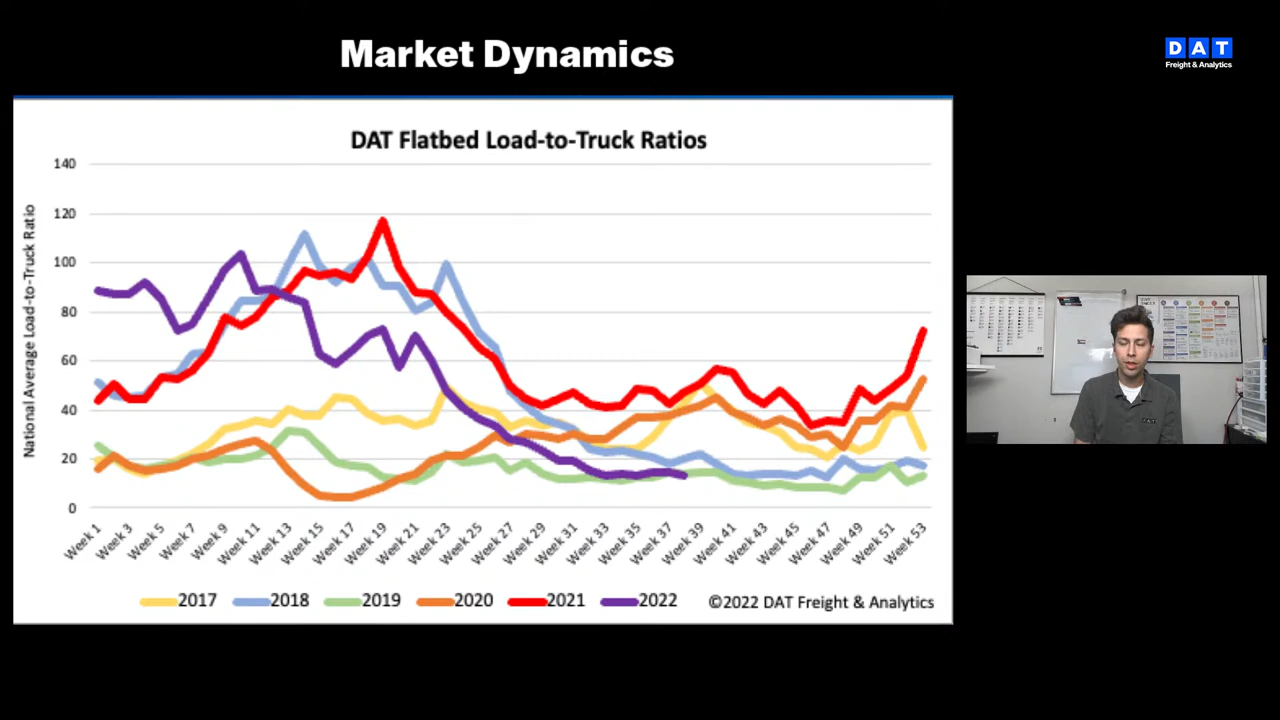 Market Dynamics
DAT
Freight & Analytics
DAT Flatbed Load-to-Truck Ratios
National Average Load-to-Truck Ratio
140
120
100
80
60
40
20
0
Week 1
Week 3
Week 5
Week 7
Week 9
Week 11
Week 13
Week 15
Week 17
Week 19
Week 21
Week 23
Week 25
Week 27
Week 29
Week 31
Week 33
Week 35
Week 37
Week 39
Week 41
Week 43
Week 45
Week 47
Week 49
Week 51
Week 53
2017 2018 2019 2020 2021 2022 ©2022 DAT Freight & Analytics
DAT